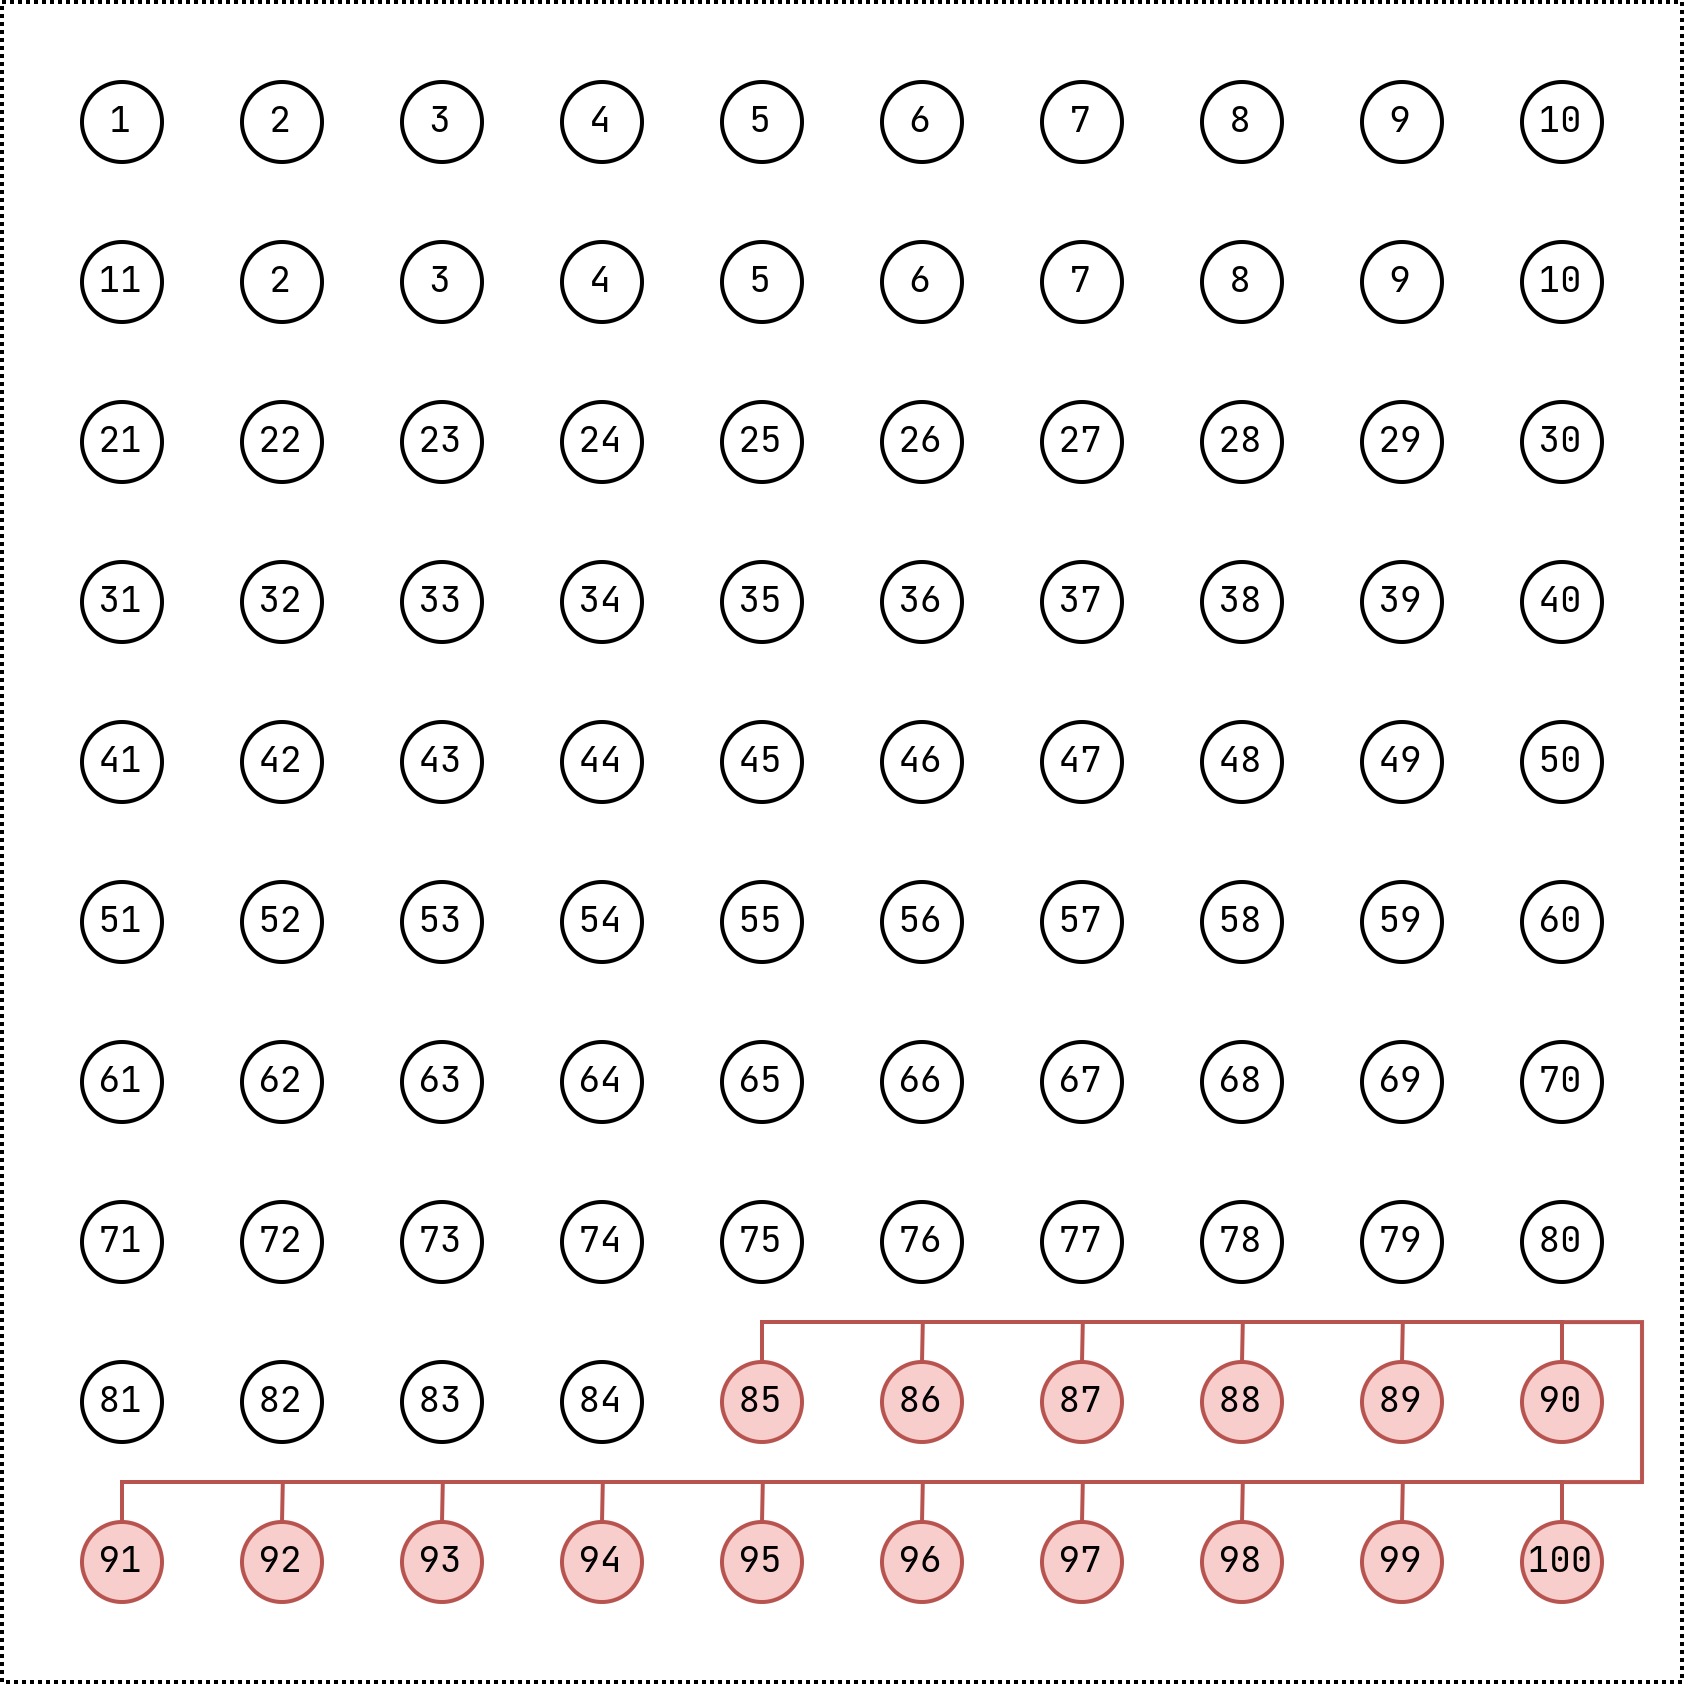 1 2 3 4 5 6 7 8 9 10
11 2 3 4 5 6 7 8 9 10
21 22 23 24 25 26 27 28 29 30
31 32 33 34 35 36 37 38 39 40
41 42 43 44 45 46 47 48 49 50
51 52 53 54 55 56 57 58 59 60
61 62 63 64 65 66 67 68 69 70
71 72 73 74 75 76 77 78 79 80
81 82 83 84 85 86 87 88 89 90
91 92 93 94 95 96 97 98 99 100